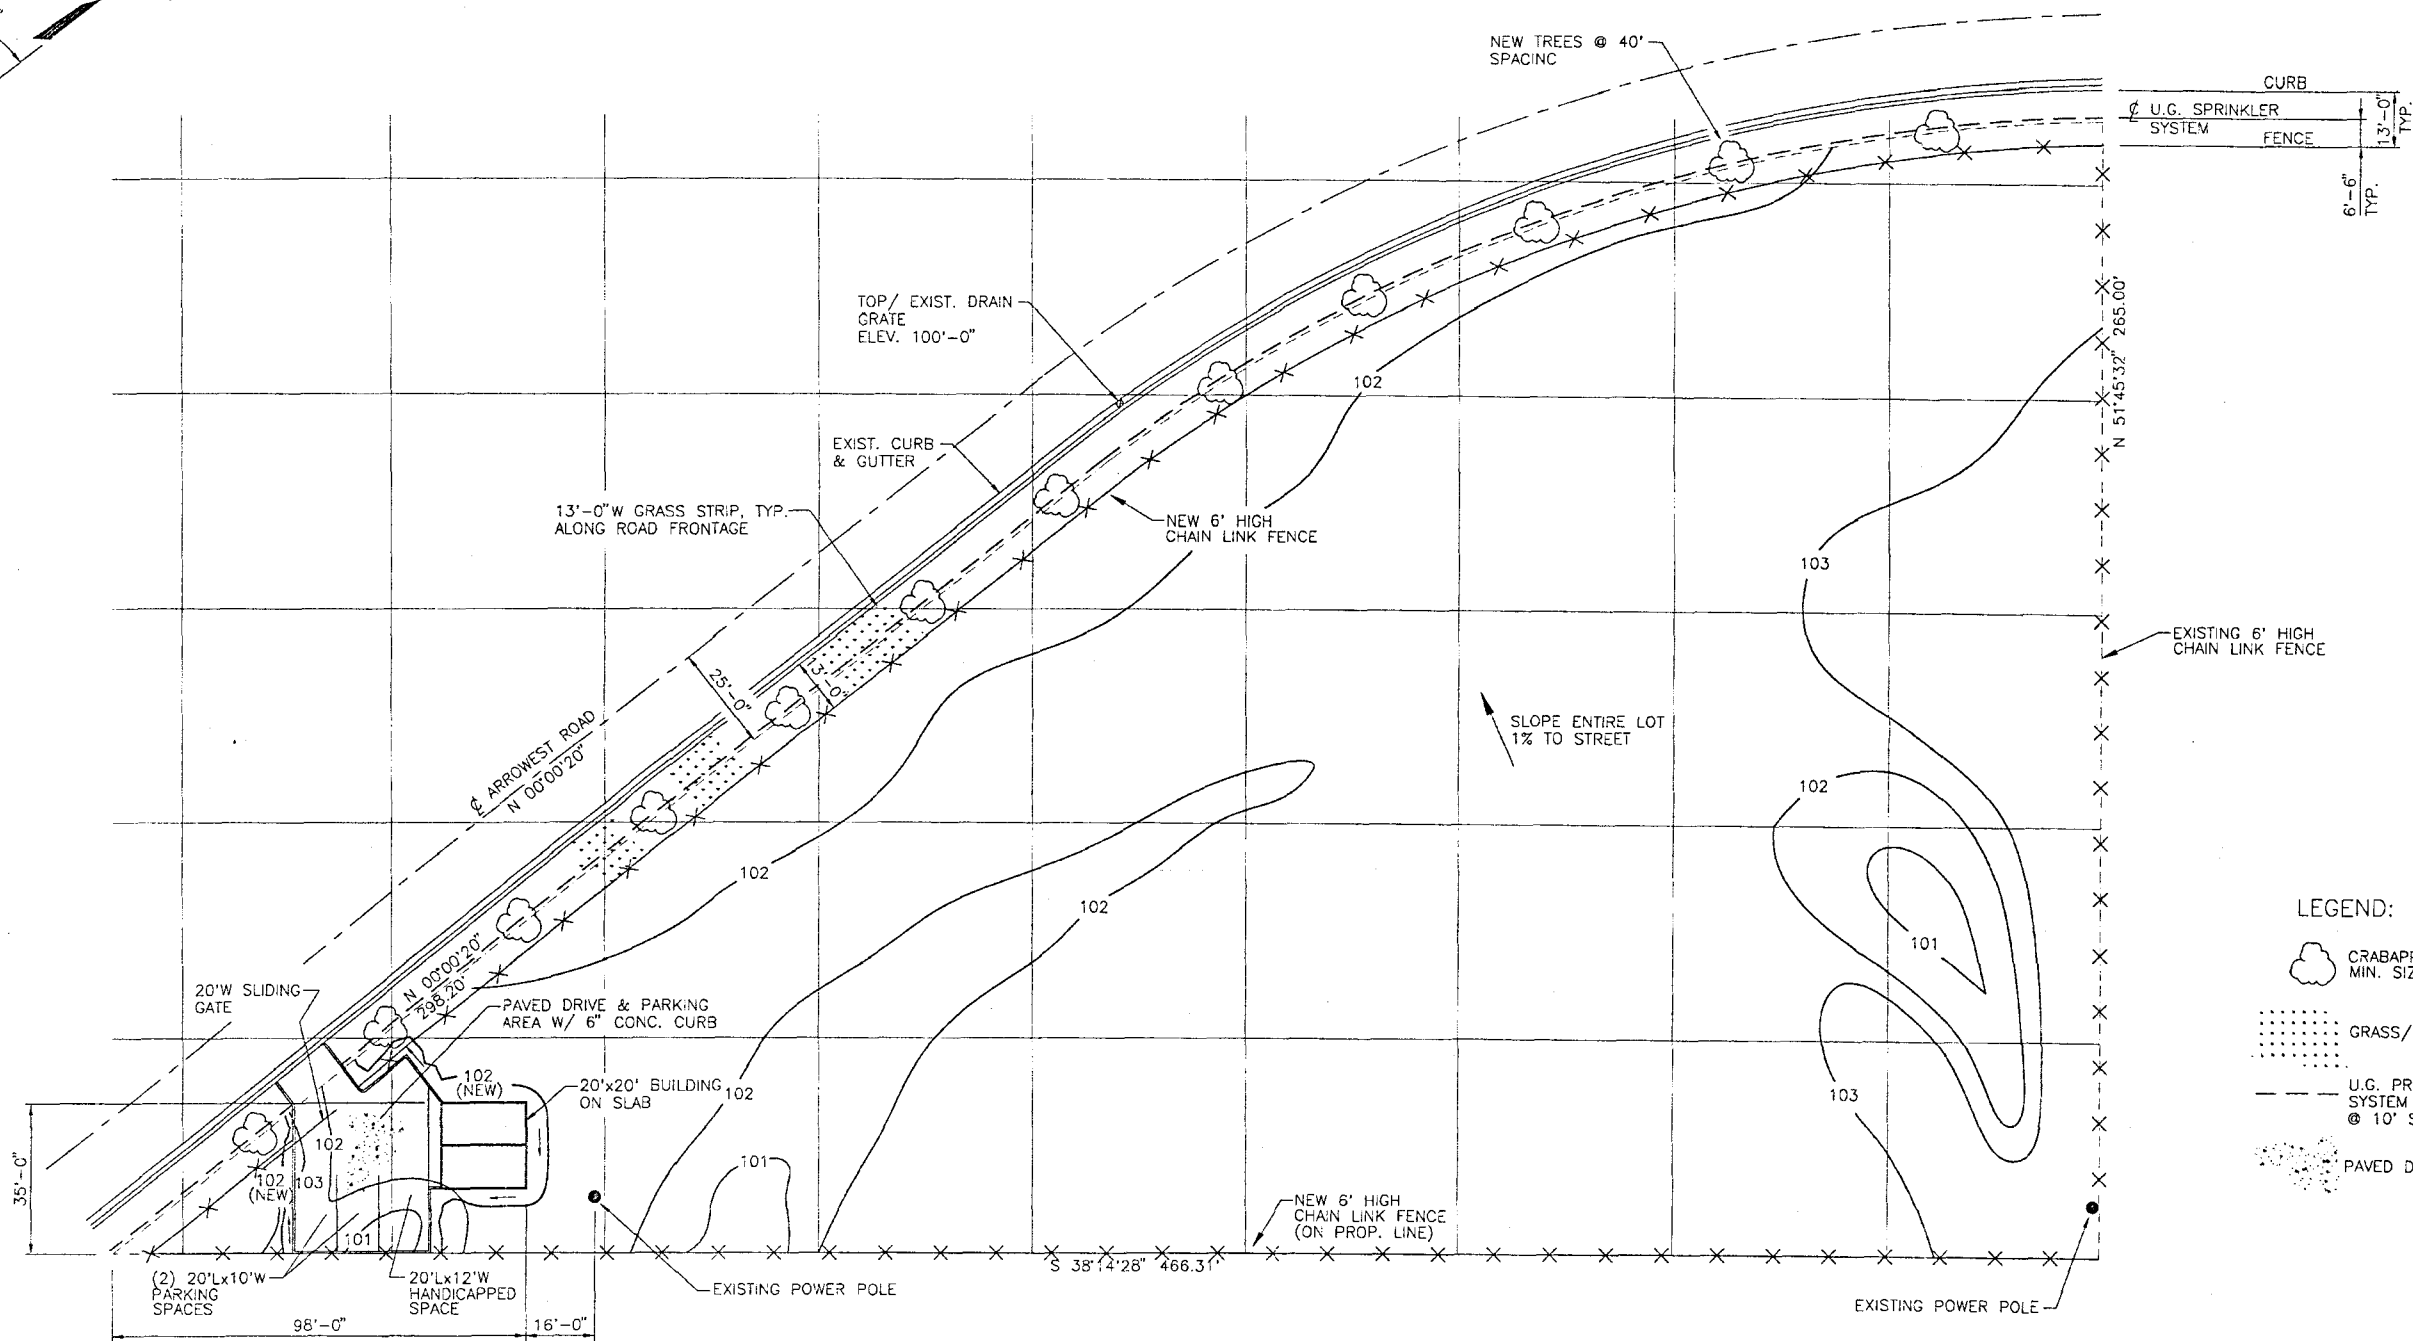 NEW TREES @ 40'
SPACING
CURB
℄ U.G. SPRINKLER
SYSTEM
FENCE
13'-0"
TYP.
6'-6"
TYP.
TOP/ EXIST. DRAIN
GRATE
ELEV. 100'-0"
N 51°45'32" 265.00'
102
EXIST. CURB
& GUTTER
13'-0"W GRASS STRIP, TYP.
ALONG ROAD FRONTAGE
NEW 6' HIGH
CHAIN LINK FENCE
103
EXISTING 6' HIGH
CHAIN LINK FENCE
25'-0"
13'-0"
℄ ARROWEST ROAD
N 00°00'20"
SLOPE ENTIRE LOT
1% TO STREET
102
102
102
101
LEGEND:
CRABAPP
MIN. SIZ
GRASS/
U.G. PR
SYSTEM
@ 10' S
PAVED D
20'W SLIDING
GATE
N 00°00'20"
298.20'
PAVED DRIVE & PARKING
AREA W/ 6" CONC. CURB
102
(NEW)
20'x20' BUILDING
ON SLAB
102
103
35'-0"
102
102
(NEW)
103
101
101
NEW 6' HIGH
CHAIN LINK FENCE
(ON PROP. LINE)
S 38°14'28" 466.31'
(2) 20'Lx10'W
PARKING
SPACES
20'Lx12'W
HANDICAPPED
SPACE
EXISTING POWER POLE
EXISTING POWER POLE
98'-0"
16'-0"